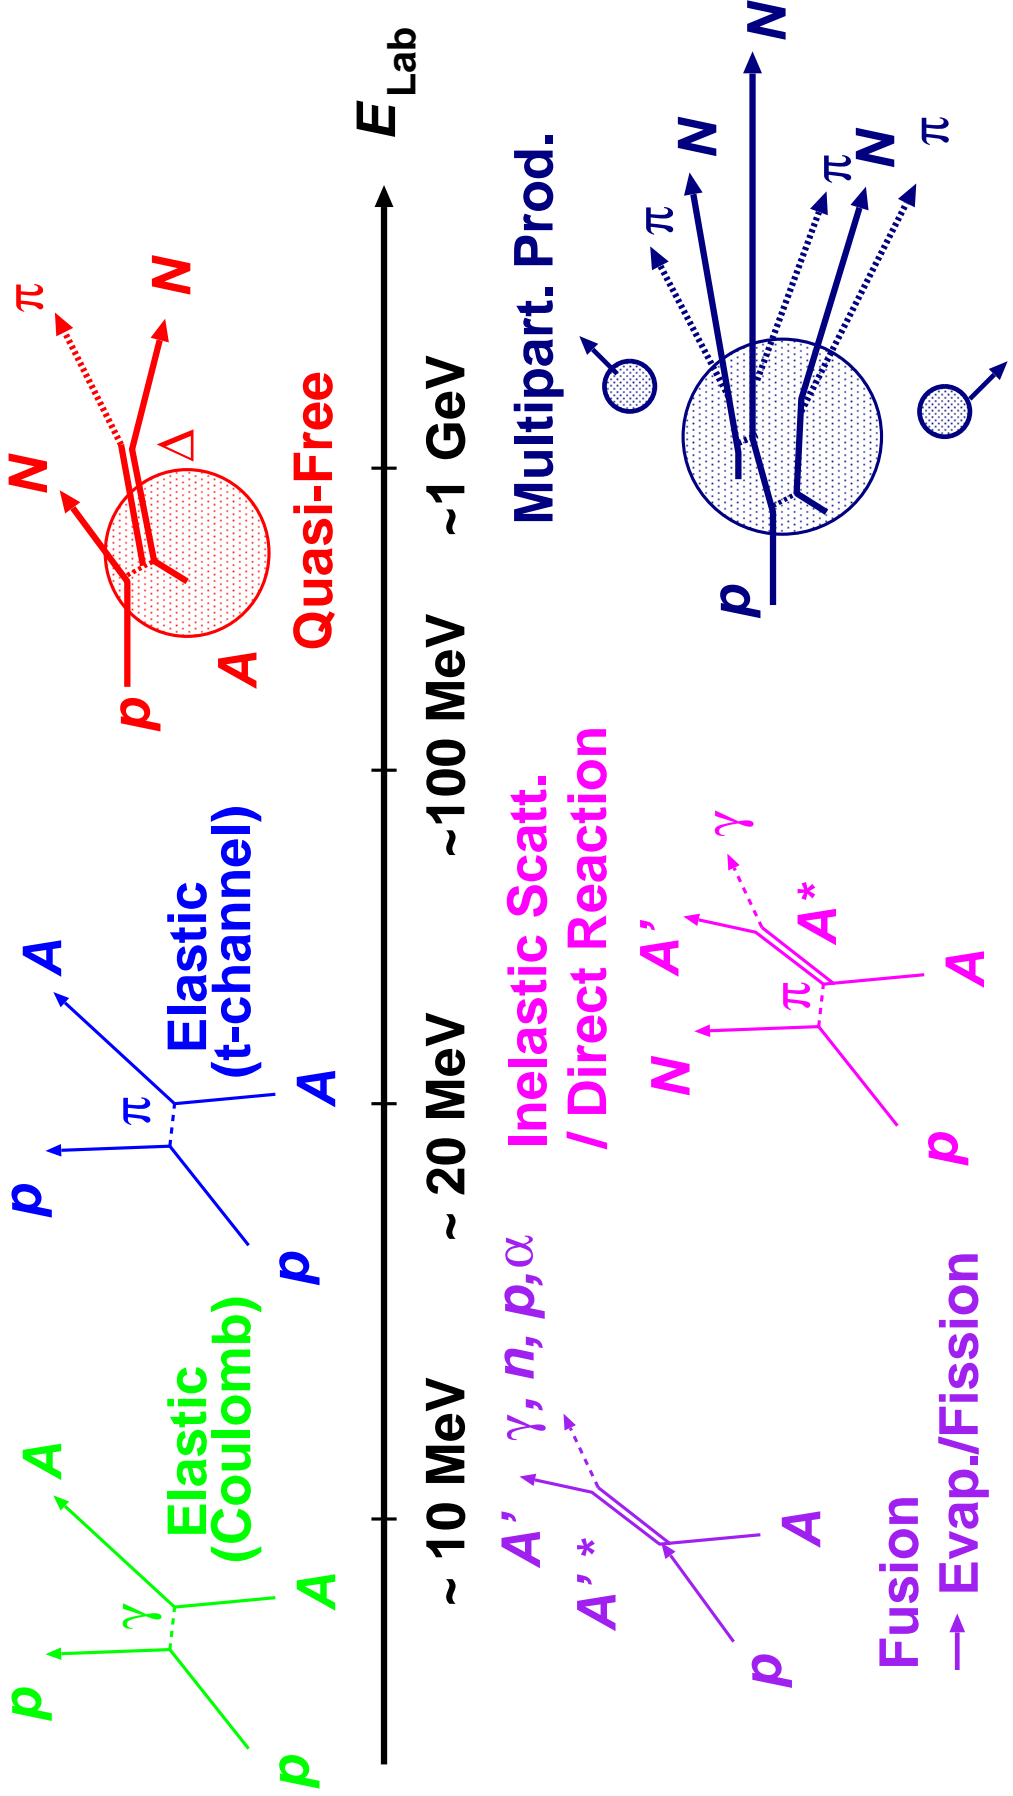 A
p
γ
p
A
Elastic
(Coulomb)
A
p
π
p
A
Elastic
(t-channel)
N
π
N
Δ
p
A
Quasi-Free
E Lab
~ 10 MeV
~ 20 MeV
~100 MeV
~1 GeV
A'
γ, n, p,α
A'*
p
A
Fusion
Evap./Fission
Inelastic Scatt.
/ Direct Reaction
A'
N
γ
π
A*
p
A
Multipart. Prod.
π
N
N
π
N
π
p